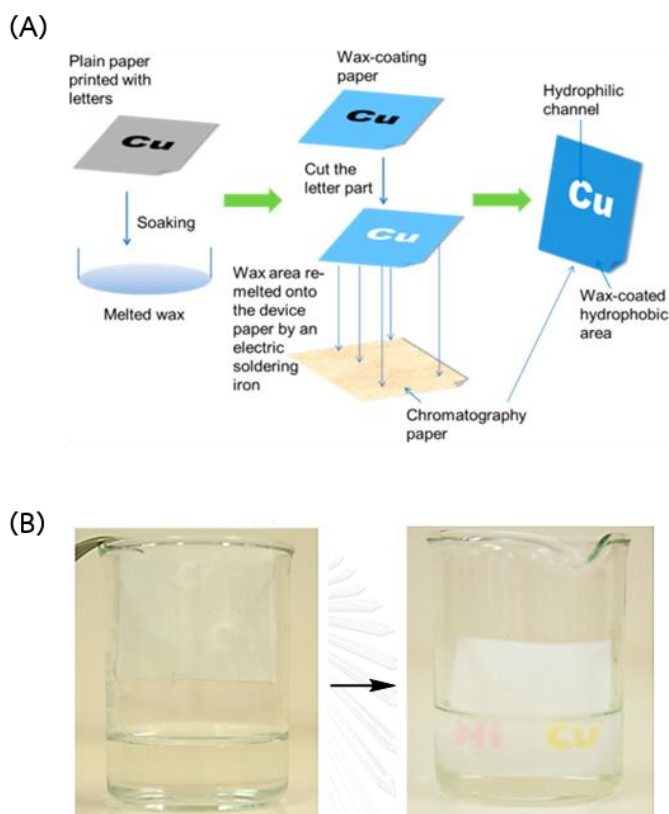 (A)
Plain paper
printed with
letters
Cu
Soaking
Melted wax
Wax-coating
paper
Cu
Cut the
letter part
Cu
Wax area re-
melted onto
the device
paper by an
electric
soldering
iron
Chromatography
paper
Hydrophilic
channel
Cu
Wax-coated
hydrophobic
area
(B)
Ni Cu